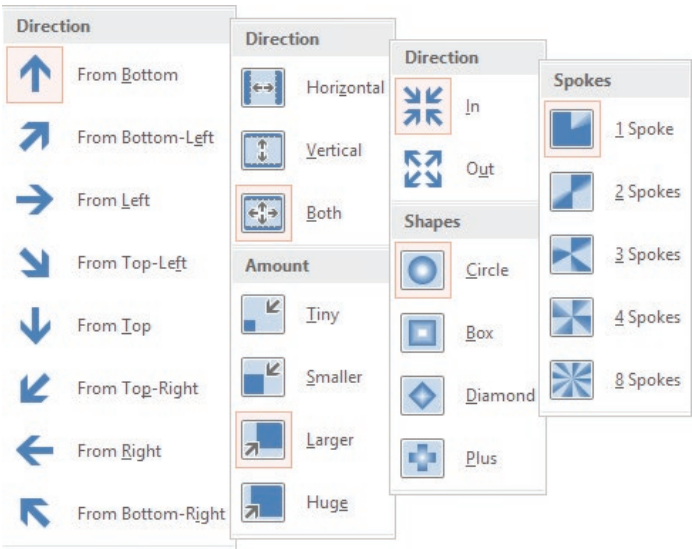 Direction
From Bottom
From Bottom-Left
From Left
From Top-Left
From Top
From Top-Right
From Right
From Bottom-Right
Direction
Horizontal
Vertical
Both
Amount
Tiny
Smaller
Larger
Huge
Direction
In
Out
Shapes
Circle
Box
Diamond
Plus
Spokes
1 Spoke
2 Spokes
3 Spokes
4 Spokes
8 Spokes